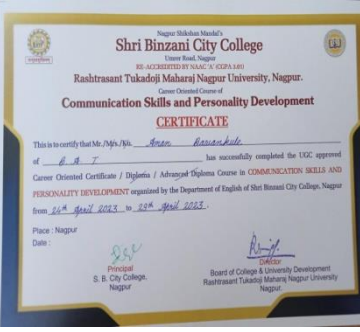 Nagpur Shikshan Mandal's
Shri Binzani City College
Umrer Road, Nagpur
RE-ACCREDITED BY NAAC 'A' (CGPA 3.01)
Rashtrasant Tukadoji Maharaj Nagpur University, Nagpur.
Career Oriented Course of
Communication Skills and Personality Development
CERTIFICATE
This is to certify that Mr./Ms./Ku. Aman
of B A I has successfully completed the UGC approved
Career Oriented Certificate / Diploma / Advanced Diploma Course in COMMUNICATION SKILLS AND
PERSONALITY DEVELOPMENT organized by the Department of English of Shri Binzani City College, Nagpur
from 24th April 2023 to 29th April 2023.
Place : Nagpur
Date :
Principal
S. B. City College,
Nagpur
Director
Board of College & University Development
Rashtrasant Tukadoji Maharaj Nagpur University
Nagpur